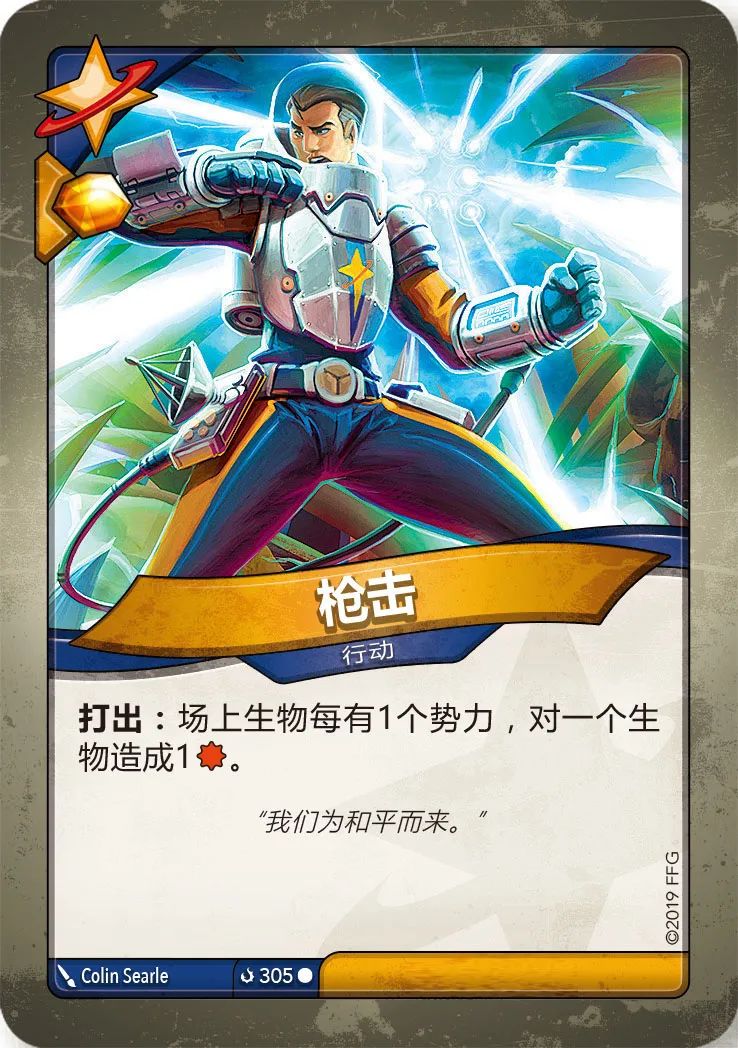 枪击
行动
打出：场上生物每有1个势力，对一个生
物造成1。
“我们为和平而来。”
©2019 FFG
Colin Searle
305